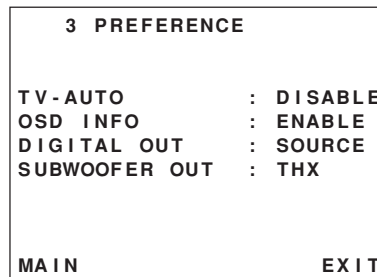 3 PREFERENCE
TV-AUTO : DISABLE
OSD INFO : ENABLE
DIGITAL OUT : SOURCE
SUBWOOFER OUT : THX
MAIN EXIT